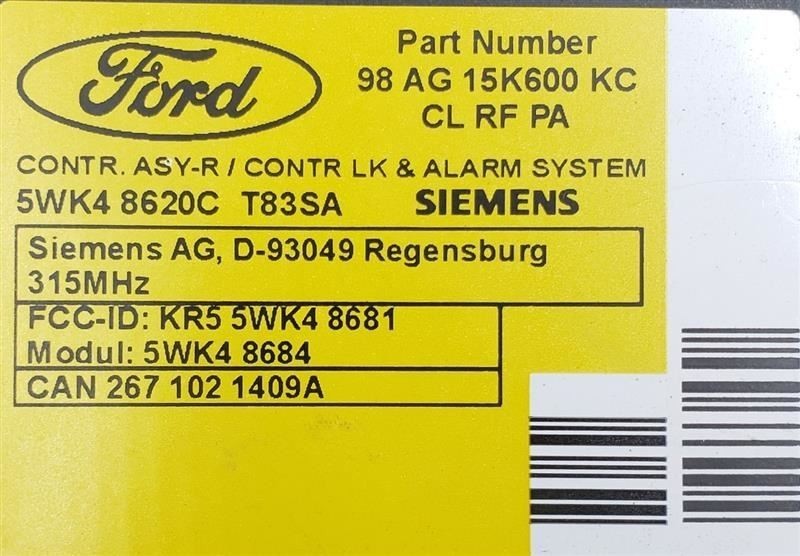 Ford
Part Number
98 AG 15K600 KC
CL RF PA
CONTR. ASY-R / CONTR LK & ALARM SYSTEM
5WK4 8620C T83SA SIEMENS
Siemens AG, D-93049 Regensburg
315MHz
FCC-ID: KR5 5WK4 8681
Modul: 5WK4 8684
CAN 267 102 1409A